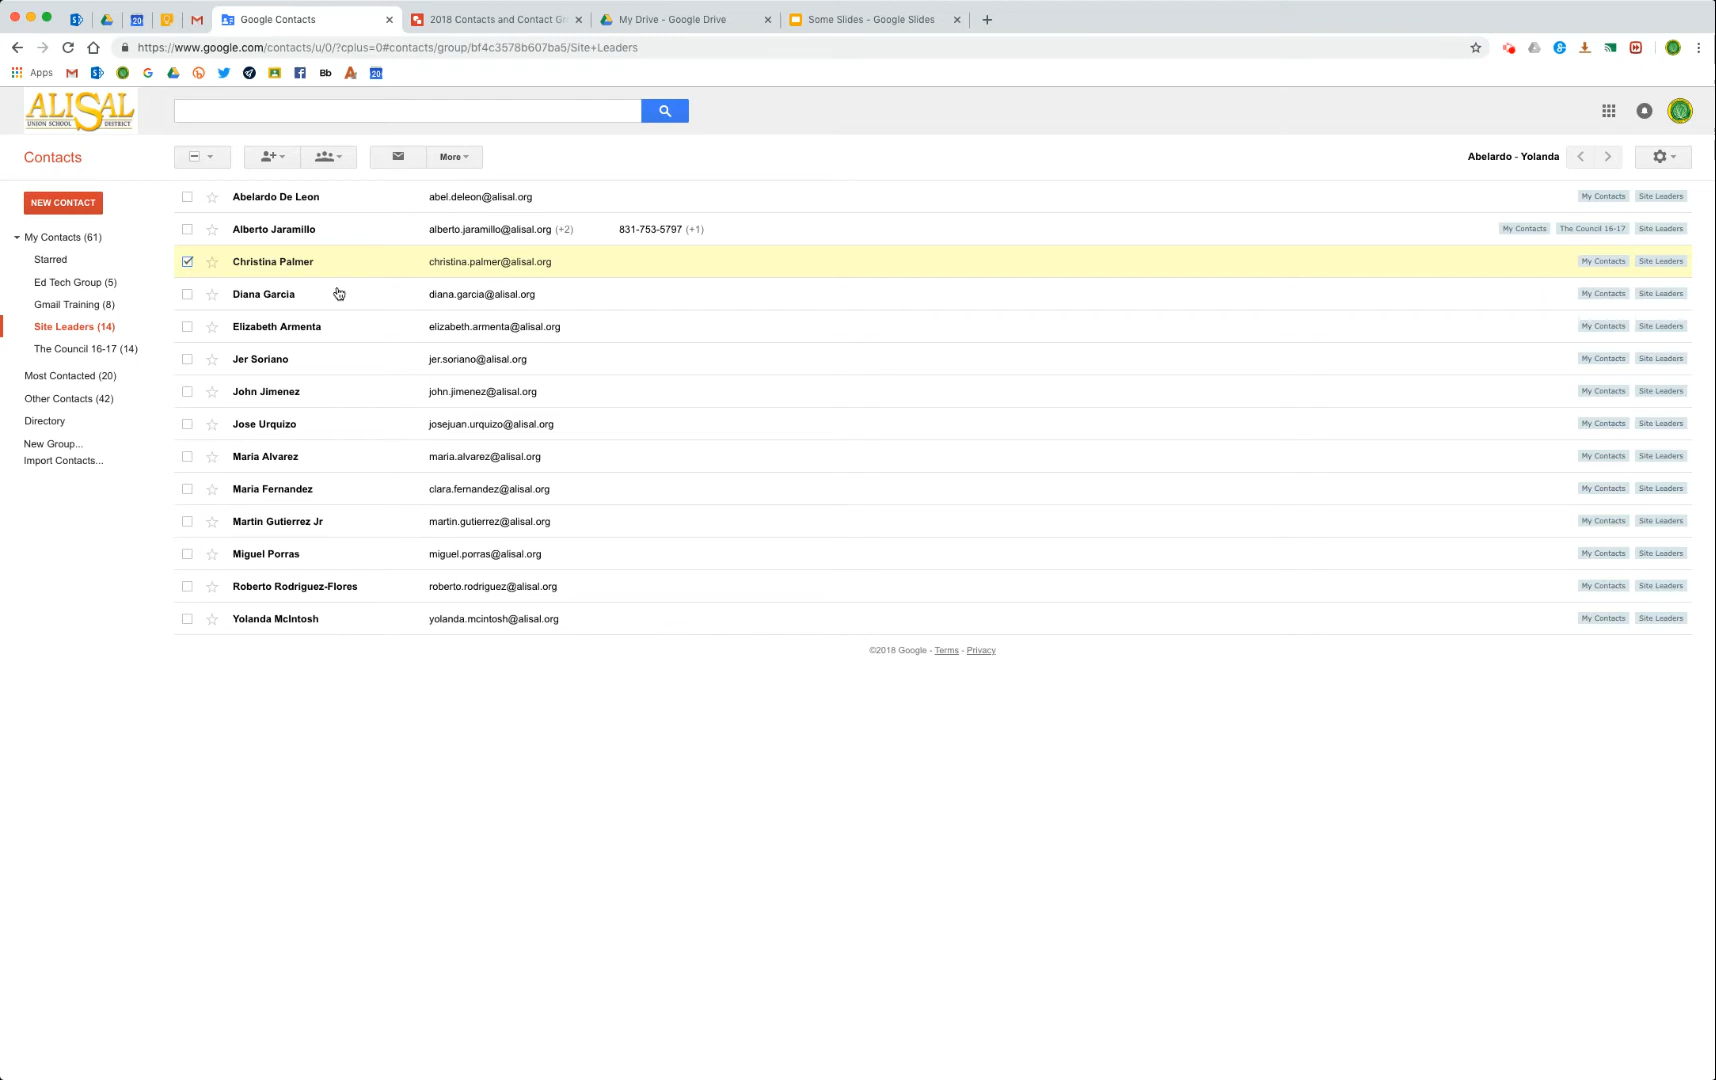 Google Contacts
2018 Contacts and Contact Gr
My Drive - Google Drive
Some Slides - Google Slides
https://www.google.com/contacts/u/0/?cplus=0#contacts/group/bf4c3578b607ba5/Site+Leaders
Apps
Bb
ALISAL
UNION SCHOOL DISTRICT
Contacts
More
Abelardo - Yolanda
NEW CONTACT
My Contacts (61)
Starred
Ed Tech Group (5)
Gmail Training (8)
Site Leaders (14)
The Council 16-17 (14)
Most Contacted (20)
Other Contacts (42)
Directory
New Group...
Import Contacts...
Abelardo De Leon abel.deleon@alisal.org My Contacts Site Leaders
Alberto Jaramillo alberto.jaramillo@alisal.org (+2) 831-753-5797 (+1) My Contacts The Council 16-17 Site Leaders
Christina Palmer christina.palmer@alisal.org My Contacts Site Leaders
Diana Garcia diana.garcia@alisal.org My Contacts Site Leaders
Elizabeth Armenta elizabeth.armenta@alisal.org My Contacts Site Leaders
Jer Soriano jer.soriano@alisal.org My Contacts Site Leaders
John Jimenez john.jimenez@alisal.org My Contacts Site Leaders
Jose Urquizo josejuan.urquizo@alisal.org My Contacts Site Leaders
Maria Alvarez maria.alvarez@alisal.org My Contacts Site Leaders
Maria Fernandez clara.fernandez@alisal.org My Contacts Site Leaders
Martin Gutierrez Jr martin.gutierrez@alisal.org My Contacts Site Leaders
Miguel Porras miguel.porras@alisal.org My Contacts Site Leaders
Roberto Rodriguez-Flores roberto.rodriguez@alisal.org My Contacts Site Leaders
Yolanda McIntosh yolanda.mcintosh@alisal.org My Contacts Site Leaders
©2018 Google - Terms - Privacy